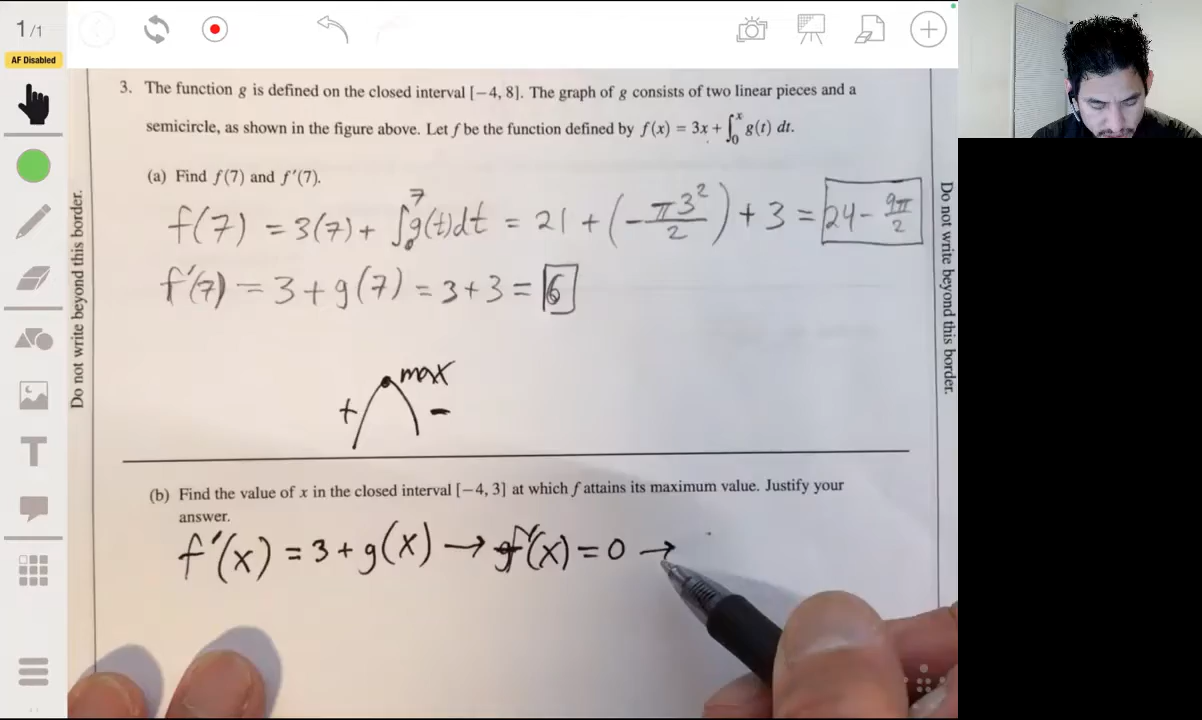 1/1
AF Disabled
3. The function g is defined on the closed interval [−4, 8]. The graph of g consists of two linear pieces and a
semicircle, as shown in the figure above. Let f be the function defined by f(x) = 3x + ∫₀ˣ g(t) dt.
(a) Find f(7) and f′(7).
f(7) = 3(7) + ∫₀⁷ g(t)dt = 21 + (−π3²/2) + 3 = 24 − 9π/2
f′(7) = 3 + g(7) = 3 + 3 = 6
max
+ −
(b) Find the value of x in the closed interval [−4, 3] at which f attains its maximum value. Justify your
answer.
f′(x) = 3 + g(x) → f′(x) = 0 →
Do not write beyond this border.
Do not write beyond this border.
T